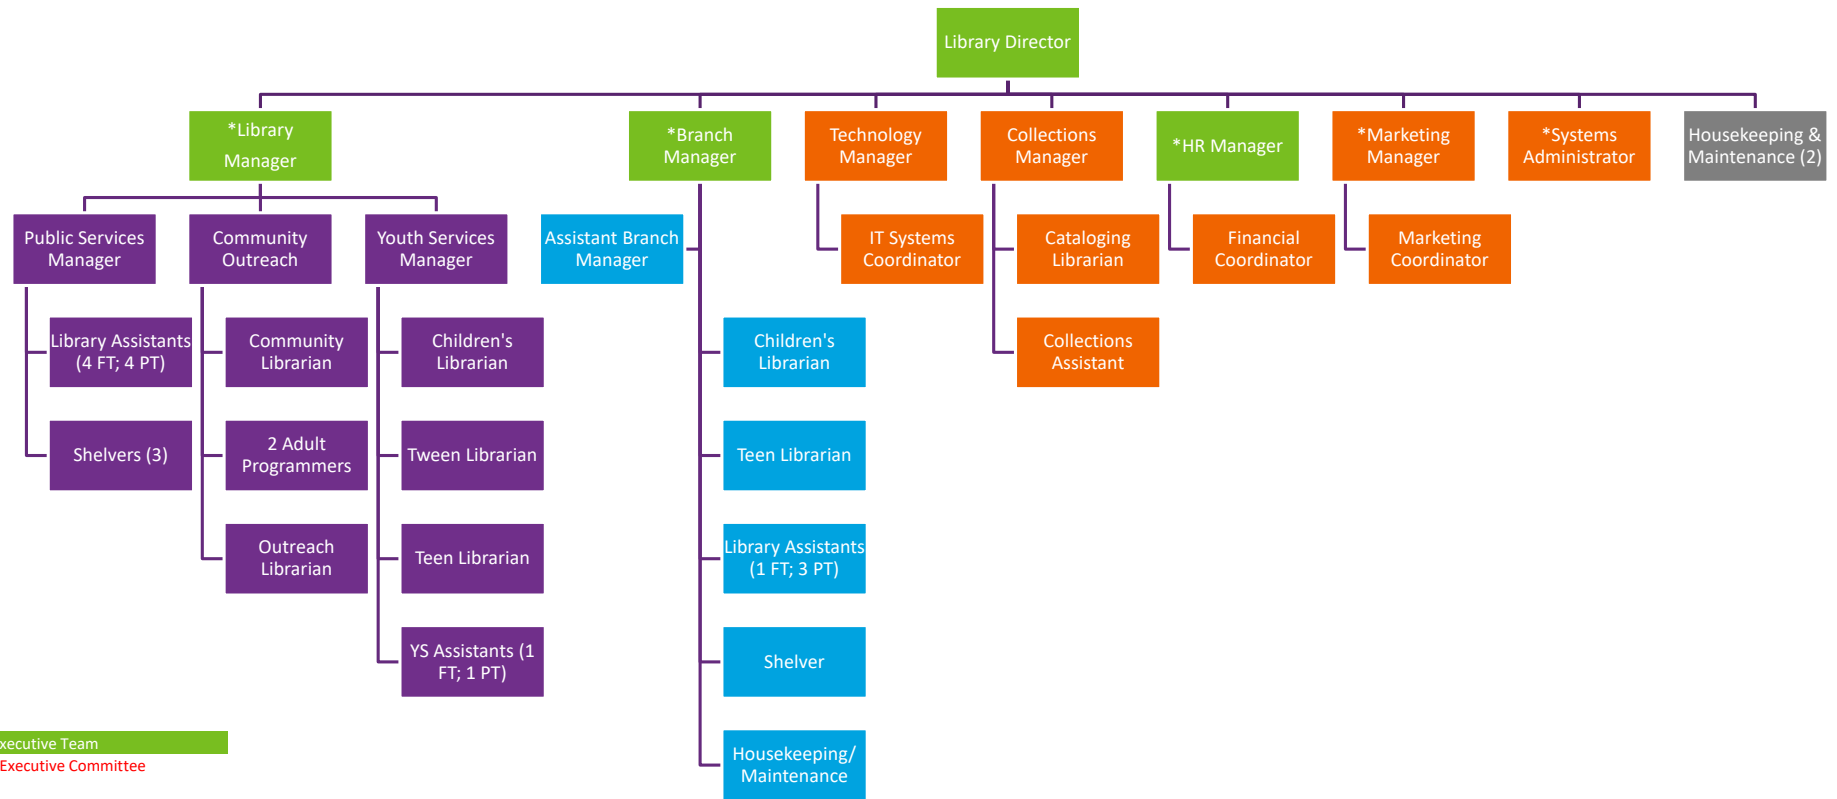 Library Director
*Library
Manager
*Branch
Manager
Technology
Manager
Collections
Manager
*HR Manager
*Marketing
Manager
*Systems
Administrator
Housekeeping &
Maintenance (2)
Public Services
Manager
Community
Outreach
Youth Services
Manager
Assistant Branch
Manager
IT Systems
Coordinator
Cataloging
Librarian
Financial
Coordinator
Marketing
Coordinator
Library Assistants
(4 FT; 4 PT)
Community
Librarian
Children's
Librarian
Children's
Librarian
Collections
Assistant
Shelvers (3)
2 Adult
Programmers
Tween Librarian
Teen Librarian
Outreach
Librarian
Teen Librarian
Library Assistants
(1 FT; 3 PT)
YS Assistants (1
FT; 1 PT)
Shelver
Housekeeping/
Maintenance
xecutive Team
Executive Committee